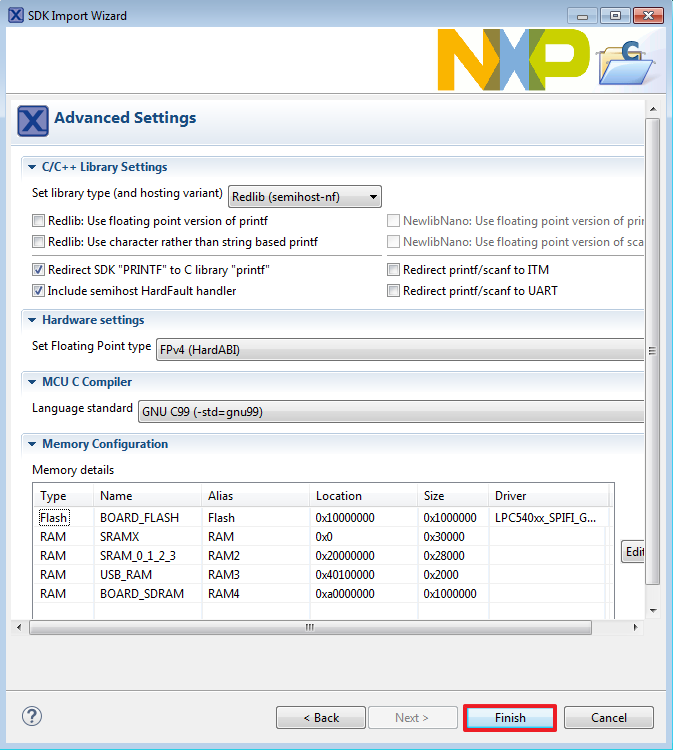 SDK Import Wizard
NXP
Advanced Settings
C/C++ Library Settings
Set library type (and hosting variant) Redlib (semihost-nf)
Redlib: Use floating point version of printf NewlibNano: Use floating point version of prin
Redlib: Use character rather than string based printf NewlibNano: Use floating point version of sca
Redirect SDK "PRINTF" to C library "printf" Redirect printf/scanf to ITM
Include semihost HardFault handler Redirect printf/scanf to UART
Hardware settings
Set Floating Point type FPv4 (HardABI)
MCU C Compiler
Language standard GNU C99 (-std=gnu99)
Memory Configuration
Memory details
Type Name Alias Location Size Driver
Flash BOARD_FLASH Flash 0x10000000 0x1000000 LPC540xx_SPIFI_G...
RAM SRAMX RAM 0x0 0x30000
RAM SRAM_0_1_2_3 RAM2 0x20000000 0x28000
RAM USB_RAM RAM3 0x40100000 0x2000
RAM BOARD_SDRAM RAM4 0xa0000000 0x1000000
Edit
< Back Next > Finish Cancel